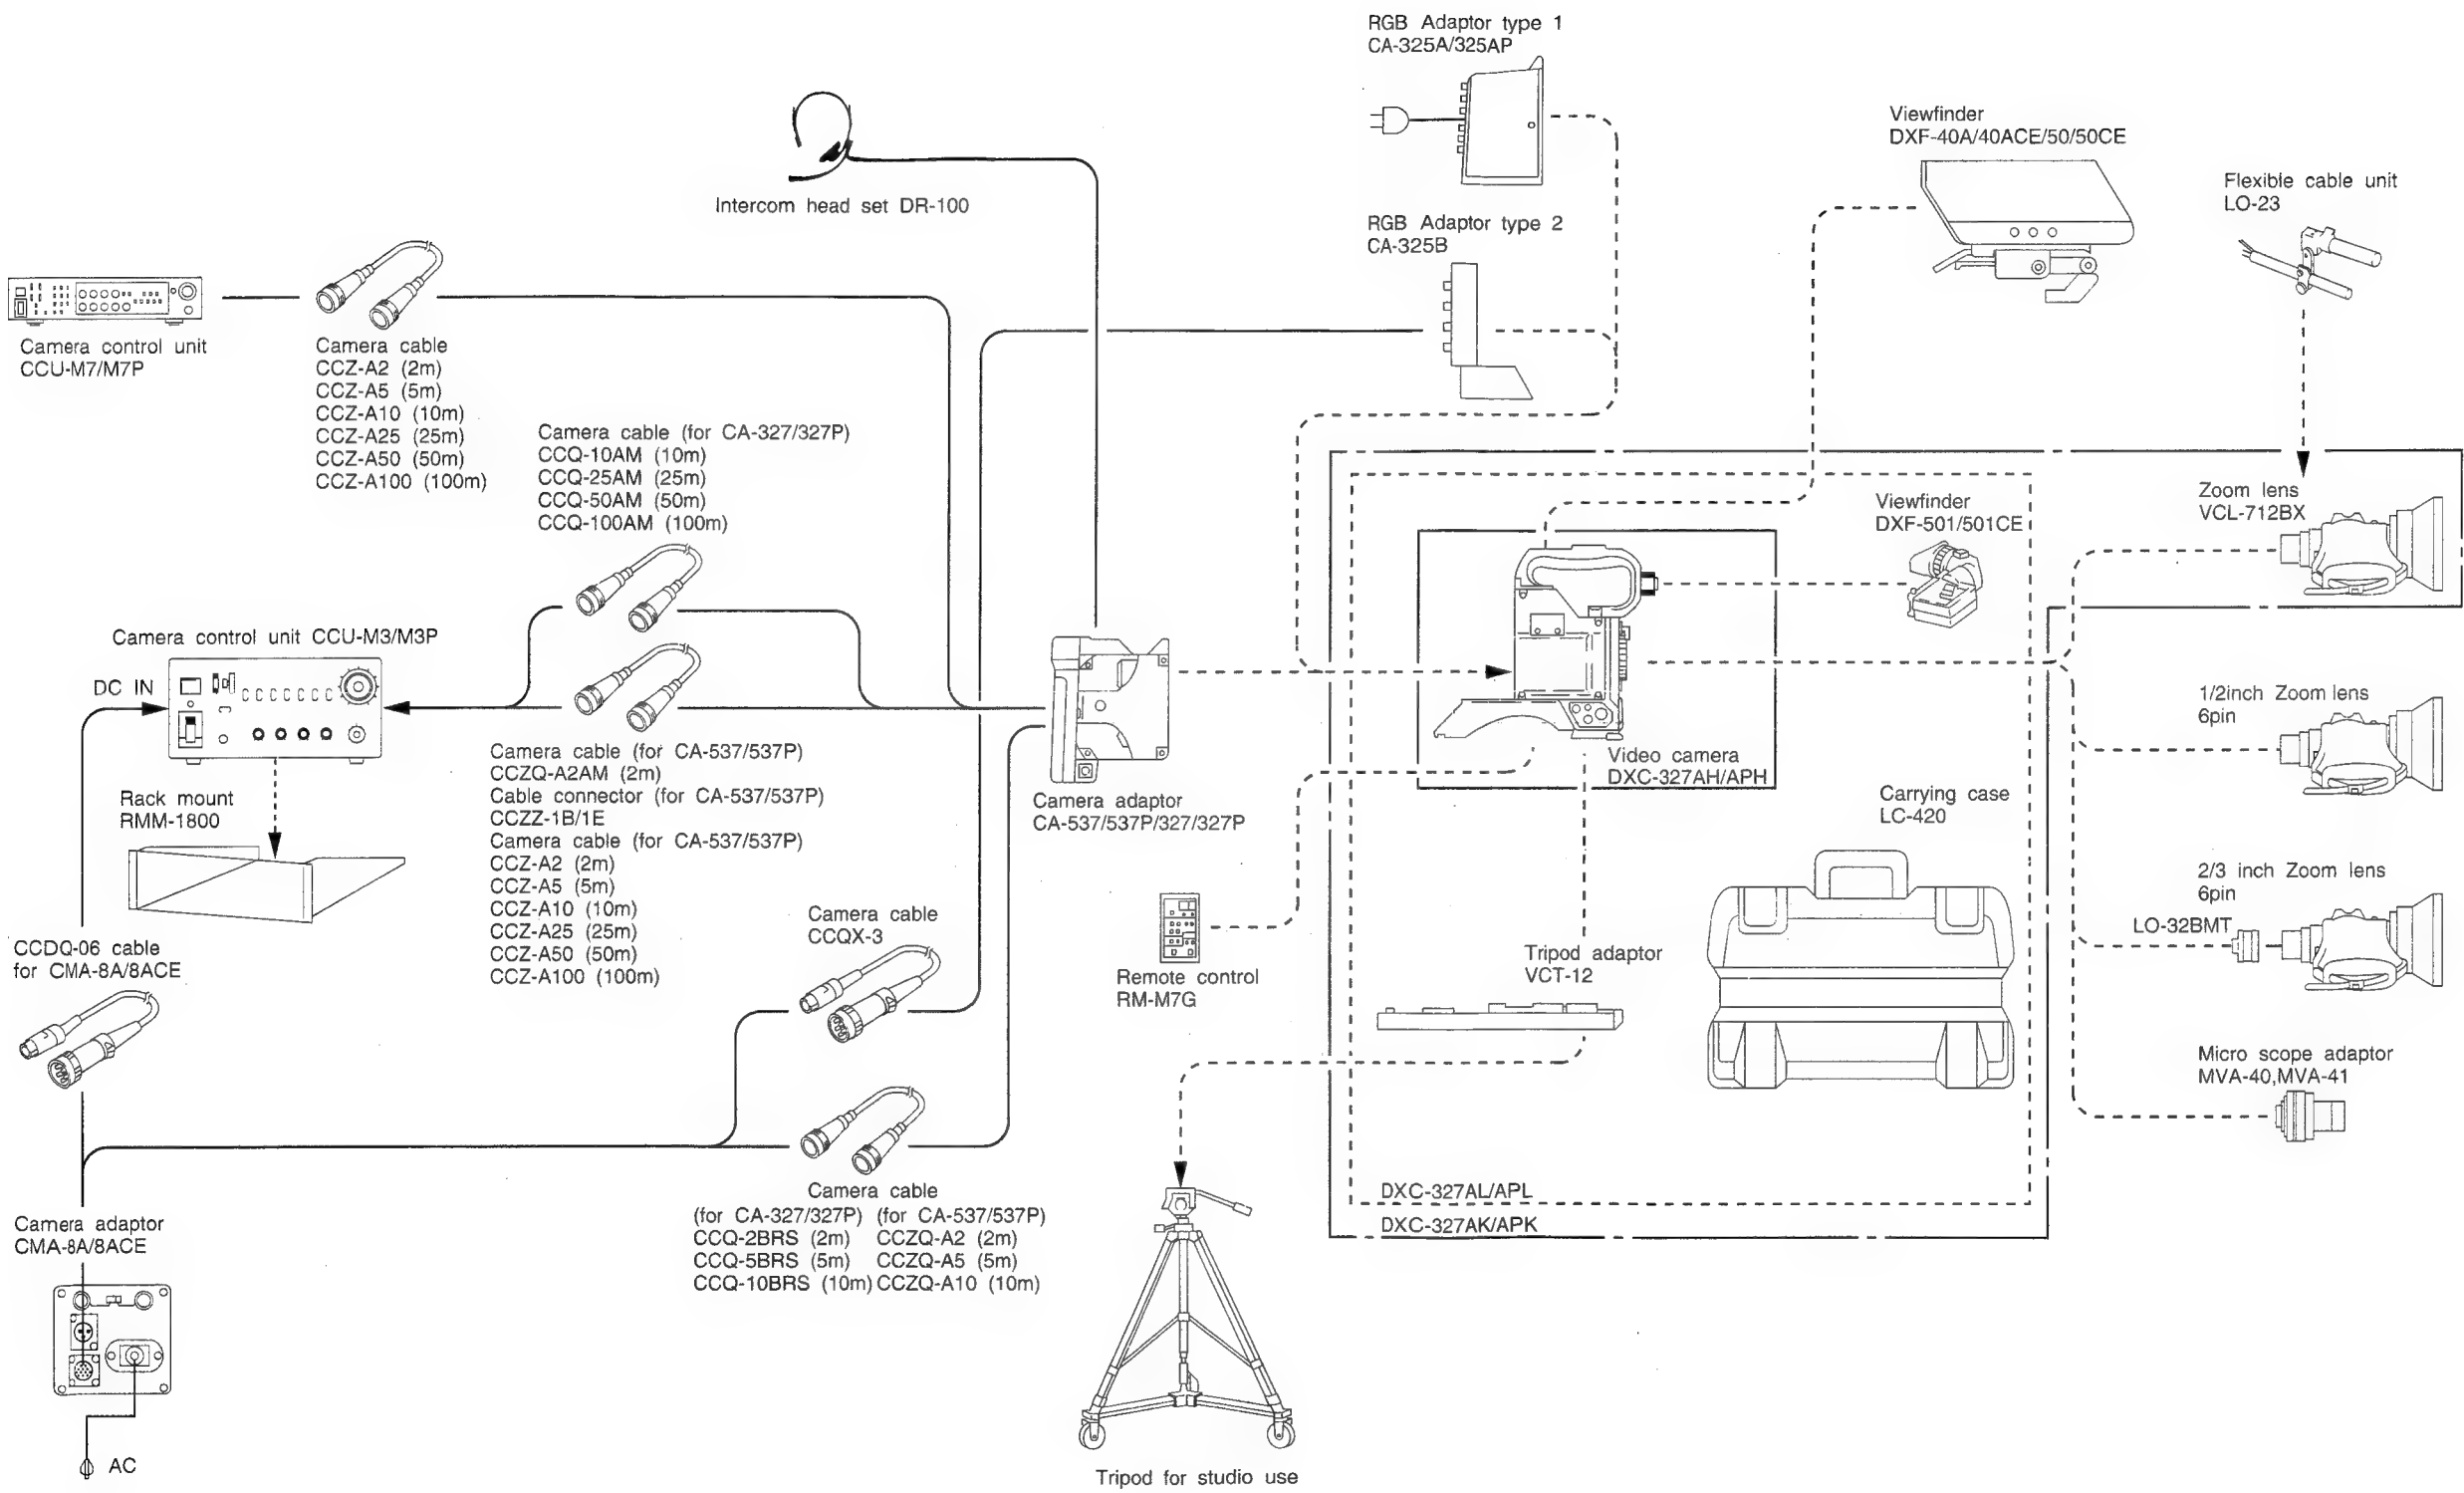 RGB Adaptor type 1
CA-325A/325AP
Viewfinder
DXF-40A/40ACE/50/50CE
Flexible cable unit
LO-23
Intercom head set DR-100
RGB Adaptor type 2
CA-325B
Camera control unit
CCU-M7/M7P
Camera cable
CCZ-A2 (2m)
CCZ-A5 (5m)
CCZ-A10 (10m)
CCZ-A25 (25m)
CCZ-A50 (50m)
CCZ-A100 (100m)
Camera cable (for CA-327/327P)
CCQ-10AM (10m)
CCQ-25AM (25m)
CCQ-50AM (50m)
CCQ-100AM (100m)
Viewfinder
DXF-501/501CE
Zoom lens
VCL-712BX
Camera control unit CCU-M3/M3P
DC IN
Rack mount
RMM-1800
Camera cable (for CA-537/537P)
CCZQ-A2AM (2m)
Cable connector (for CA-537/537P)
CCZZ-1B/1E
Camera cable (for CA-537/537P)
CCZ-A2 (2m)
CCZ-A5 (5m)
CCZ-A10 (10m)
CCZ-A25 (25m)
CCZ-A50 (50m)
CCZ-A100 (100m)
Camera adaptor
CA-537/537P/327/327P
Video camera
DXC-327AH/APH
1/2inch Zoom lens
6pin
Carrying case
LC-420
2/3 inch Zoom lens
6pin
LO-32BMT
CCDQ-06 cable
for CMA-8A/8ACE
Camera cable
CCQX-3
Remote control
RM-M7G
Tripod adaptor
VCT-12
Micro scope adaptor
MVA-40,MVA-41
Camera adaptor
CMA-8A/8ACE
AC
Camera cable
(for CA-327/327P) (for CA-537/537P)
CCQ-2BRS (2m) CCZQ-A2 (2m)
CCQ-5BRS (5m) CCZQ-A5 (5m)
CCQ-10BRS (10m) CCZQ-A10 (10m)
DXC-327AL/APL
DXC-327AK/APK
Tripod for studio use